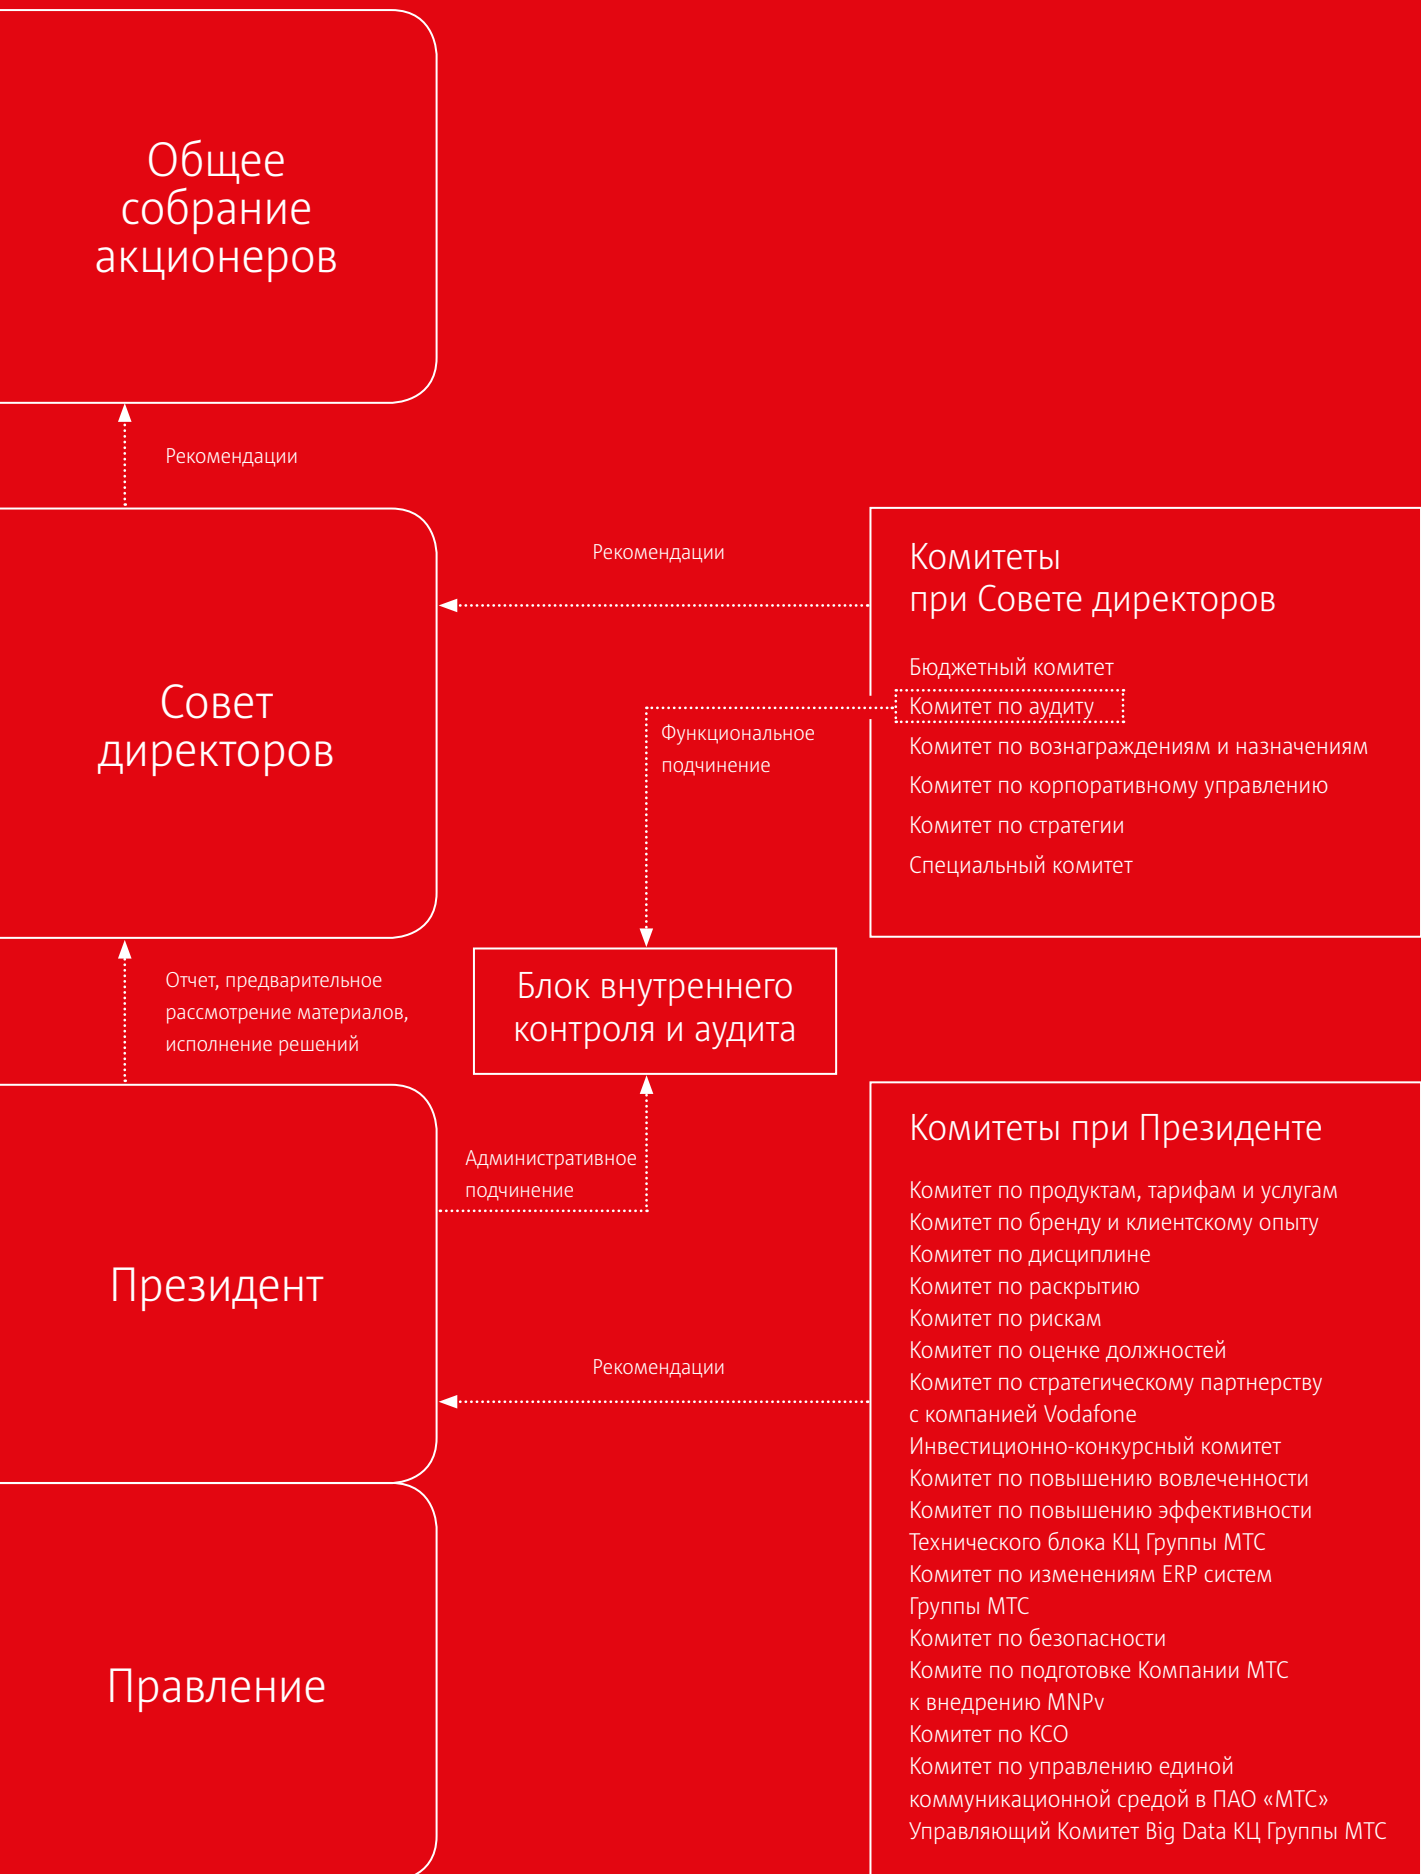 Общее
собрание
акционеров
Рекомендации
Совет
директоров
Рекомендации
Комитеты
при Совете директоров
Бюджетный комитет
Комитет по аудиту
Комитет по вознаграждениям и назначениям
Комитет по корпоративному управлению
Комитет по стратегии
Специальный комитет
Функциональное
подчинение
Отчет, предварительное
рассмотрение материалов,
исполнение решений
Блок внутреннего
контроля и аудита
Президент
Административное
подчинение
Рекомендации
Комитеты при Президенте
Комитет по продуктам, тарифам и услугам
Комитет по бренду и клиентскому опыту
Комитет по дисциплине
Комитет по раскрытию
Комитет по рискам
Комитет по оценке должностей
Комитет по стратегическому партнерству
с компанией Vodafone
Инвестиционно-конкурсный комитет
Комитет по повышению вовлеченности
Комитет по повышению эффективности
Технического блока КЦ Группы МТС
Комитет по изменениям ERP систем
Группы МТС
Комитет по безопасности
Комите по подготовке Компании МТС
к внедрению MNPv
Комитет по КСО
Комитет по управлению единой
коммуникационной средой в ПАО «МТС»
Управляющий Комитет Big Data КЦ Группы МТС
Правление